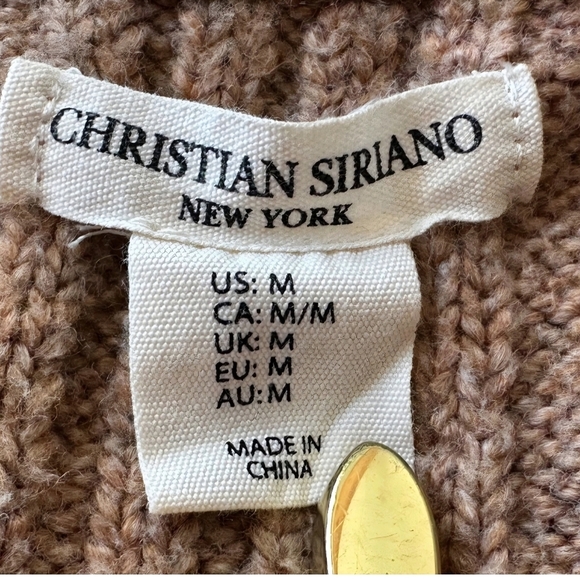 CHRISTIAN SIRIANO
NEW YORK
US: M
CA: M/M
UK: M
EU: M
AU: M
MADE IN
CHINA